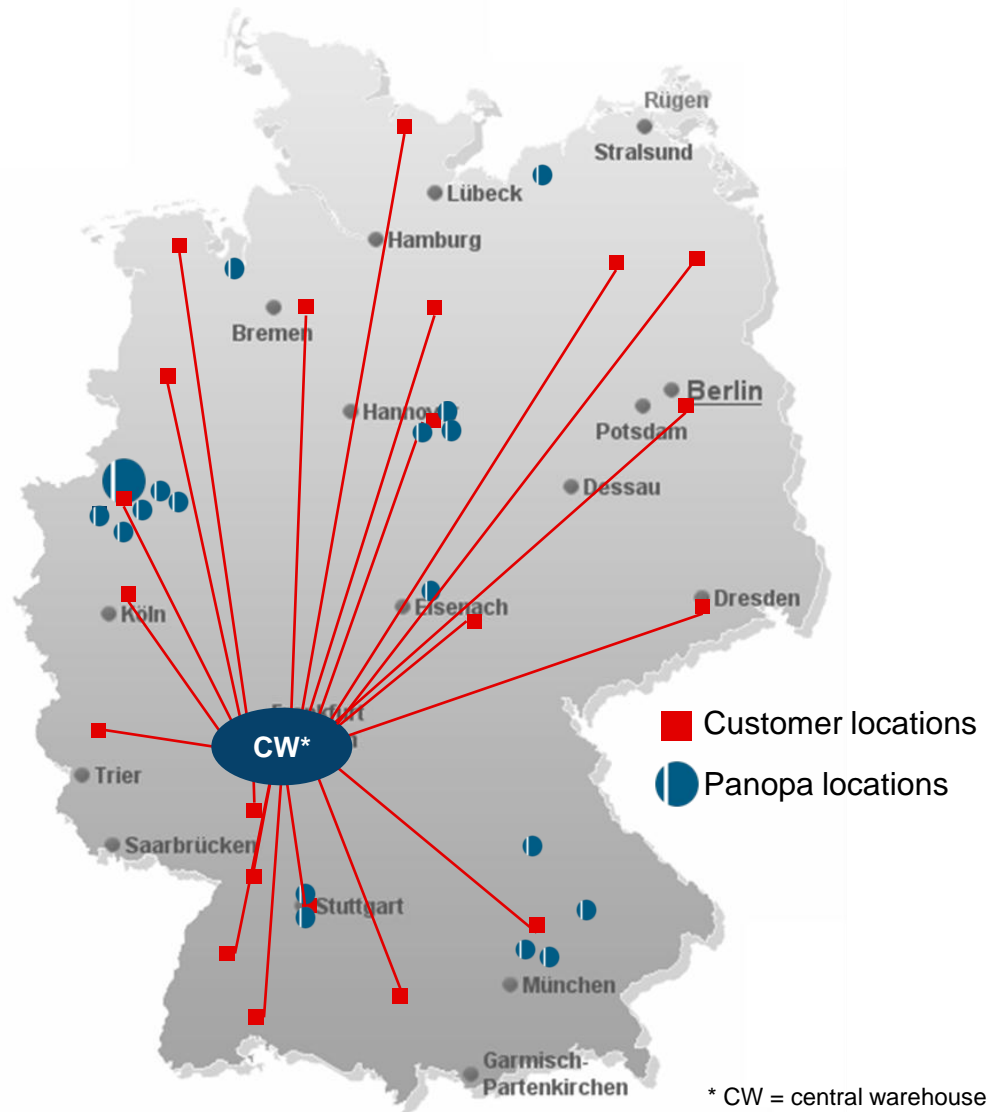 Rügen
Stralsund
Lübeck
Hamburg
Bremen
Berlin
Potsdam
Dessau
Dresden
Eisenach
Köln
CW*
Customer locations
Panopa locations
Trier
Saarbrücken
Stuttgart
München
Garmisch-
Partenkirchen
* CW = central warehouse